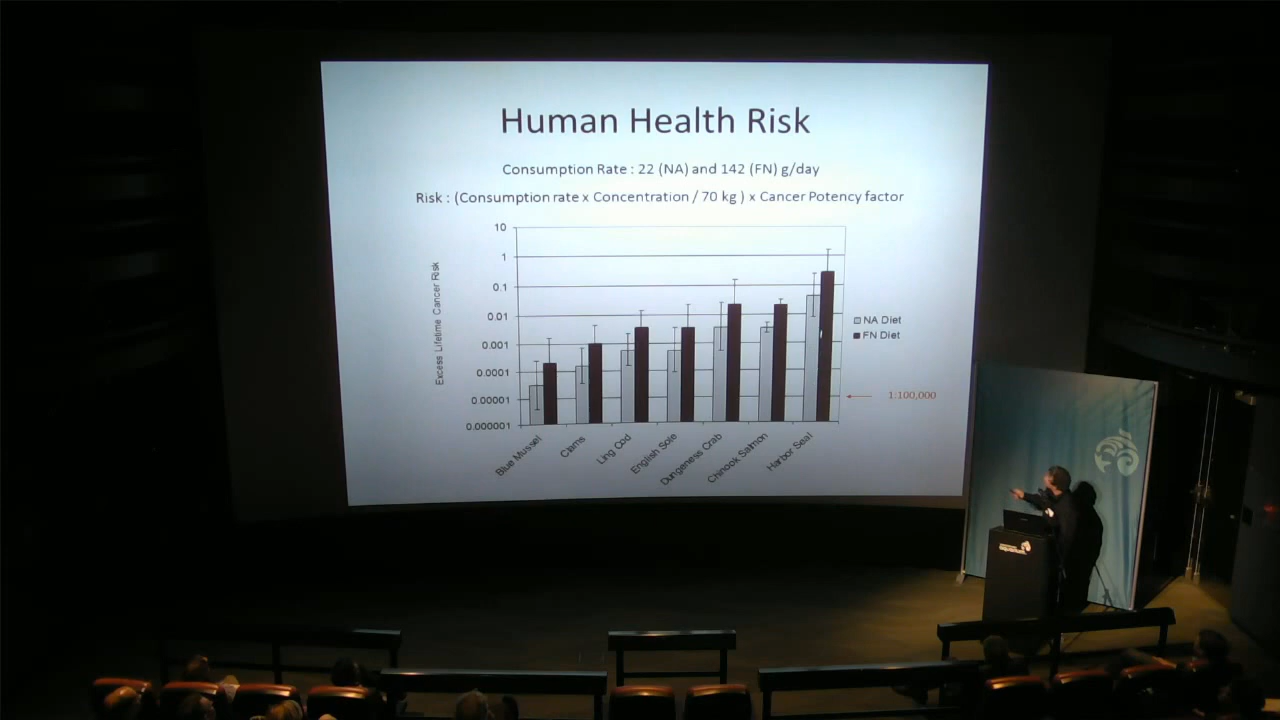 Human Health Risk
Consumption Rate : 22 (NA) and 142 (FN) g/day
Risk : (Consumption rate x Concentration / 70 kg ) x Cancer Potency factor
Excess Lifetime Cancer Risk
10
1
0.1
0.01
0.001
0.0001
0.00001
0.000001
Blue Mussel
Clams
Ling Cod
English Sole
Dungeness Crab
Chinook Salmon
Harbor Seal
NA Diet
FN Diet
1:100,000